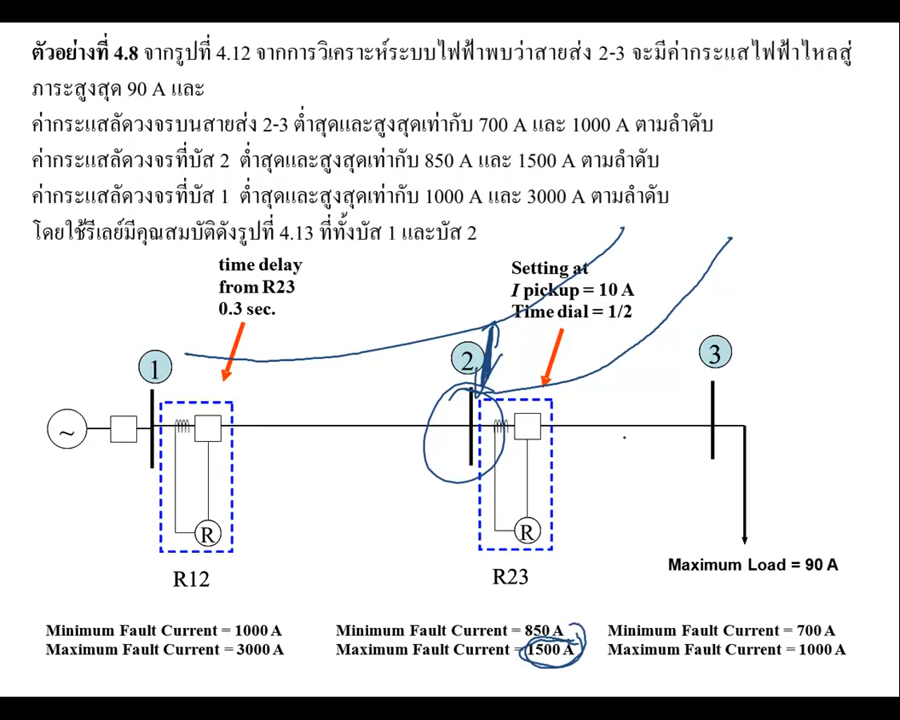 ตัวอย่างที่ 4.8 จากรูปที่ 4.12 จากการวิเคราะห์ระบบไฟฟ้าพบว่าสายส่ง 2-3 จะมีค่ากระแสไฟฟ้าไหลสู่
ภาระสูงสุด 90 A และ
ค่ากระแสลัดวงจรบนสายส่ง 2-3 ต่ำสุดและสูงสุดเท่ากับ 700 A และ 1000 A ตามลำดับ
ค่ากระแสลัดวงจรที่บัส 2 ต่ำสุดและสูงสุดเท่ากับ 850 A และ 1500 A ตามลำดับ
ค่ากระแสลัดวงจรที่บัส 1 ต่ำสุดและสูงสุดเท่ากับ 1000 A และ 3000 A ตามลำดับ
โดยใช้รีเลย์มีคุณสมบัติดังรูปที่ 4.13 ที่ทั้งบัส 1 และบัส 2
time delay
from R23
0.3 sec.
Setting at
I pickup = 10 A
Time dial = 1/2
1
2
3
~
R
R
R12
R23
Maximum Load = 90 A
Minimum Fault Current = 1000 A
Maximum Fault Current = 3000 A
Minimum Fault Current = 850 A
Maximum Fault Current = 1500 A
Minimum Fault Current = 700 A
Maximum Fault Current = 1000 A